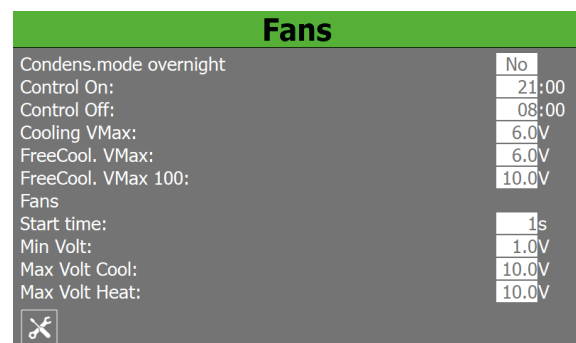 Fans
Condens.mode overnight No
Control On: 21:00
Control Off: 08:00
Cooling VMax: 6.0V
FreeCool. VMax: 6.0V
FreeCool. VMax 100: 10.0V
Fans
Start time: 1s
Min Volt: 1.0V
Max Volt Cool: 10.0V
Max Volt Heat: 10.0V